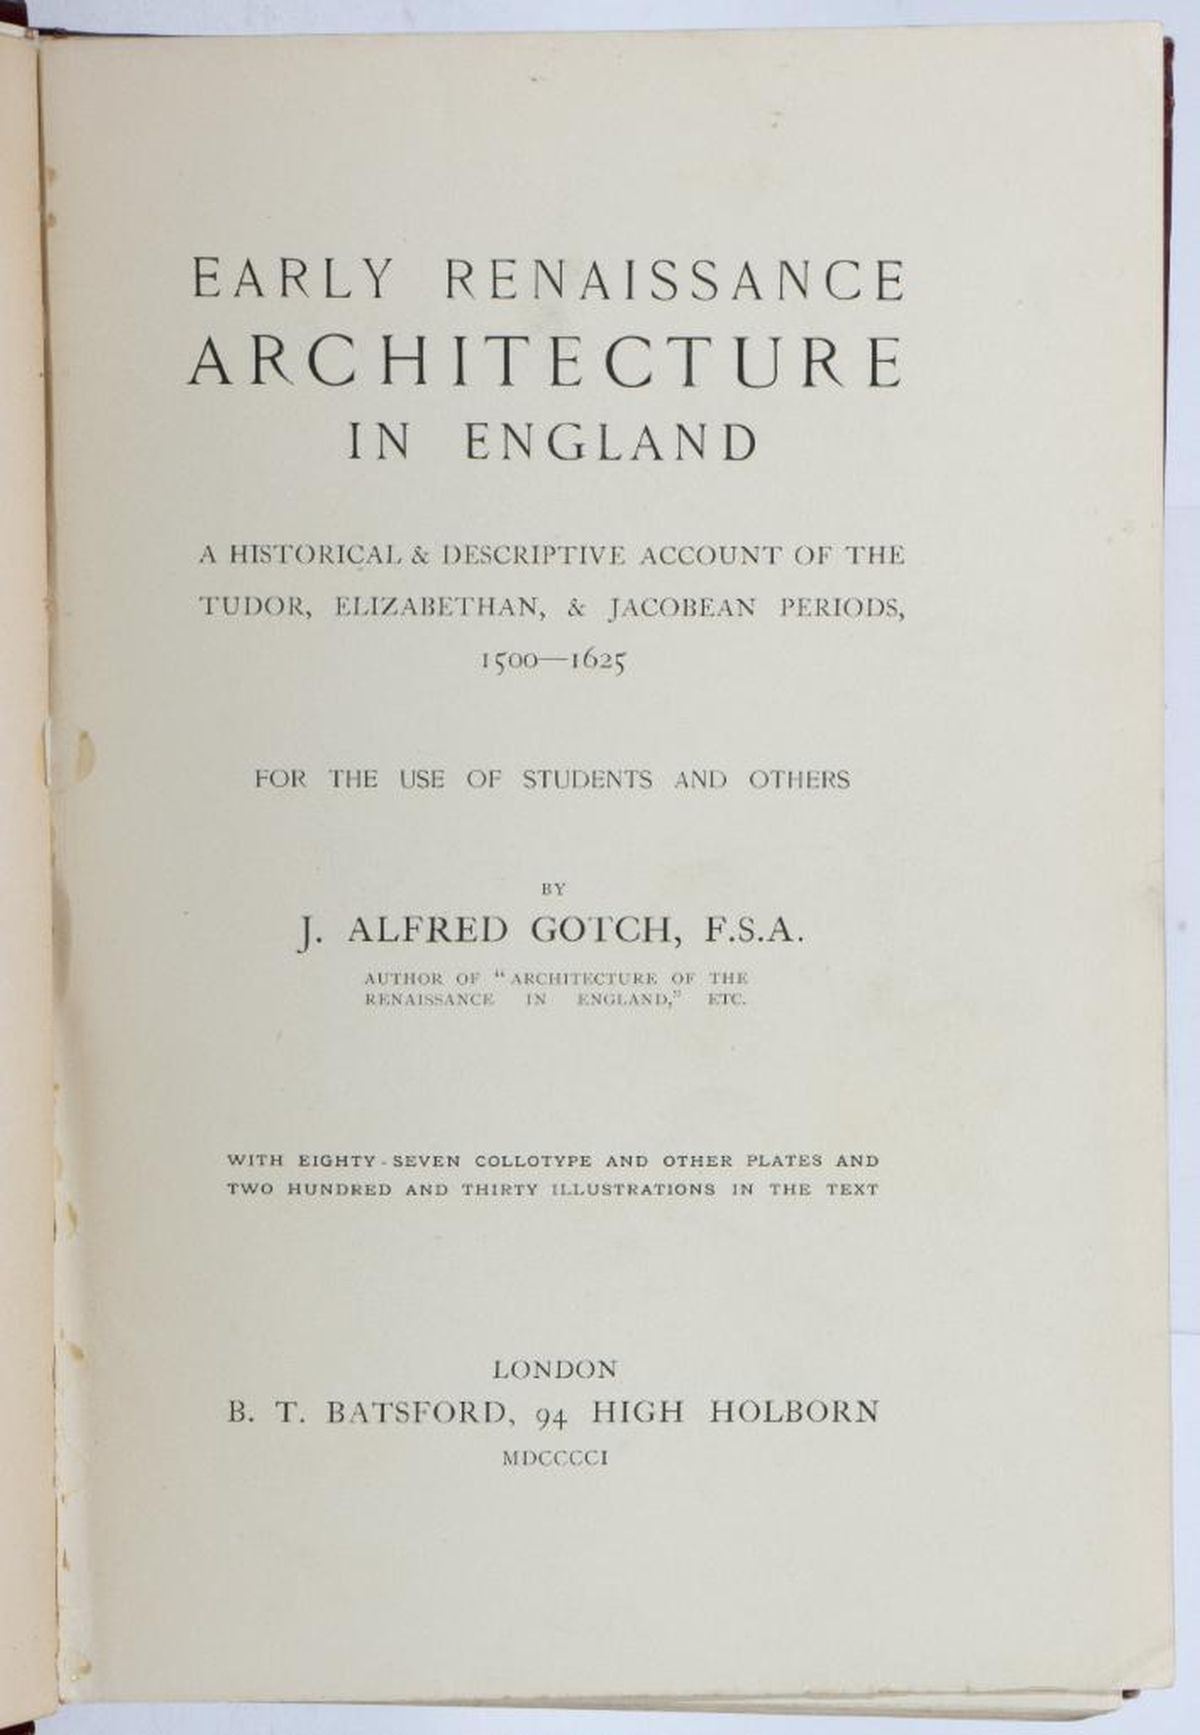 EARLY RENAISSANCE
ARCHITECTURE
IN ENGLAND
A HISTORICAL & DESCRIPTIVE ACCOUNT OF THE
TUDOR, ELIZABETHAN, & JACOBEAN PERIODS,
1500—1625
FOR THE USE OF STUDENTS AND OTHERS
BY
J. ALFRED GOTCH, F.S.A.
AUTHOR OF "ARCHITECTURE OF THE
RENAISSANCE IN ENGLAND," ETC.
WITH EIGHTY-SEVEN COLLOTYPE AND OTHER PLATES AND
TWO HUNDRED AND THIRTY ILLUSTRATIONS IN THE TEXT
LONDON
B. T. BATSFORD, 94 HIGH HOLBORN
MDCCCCI